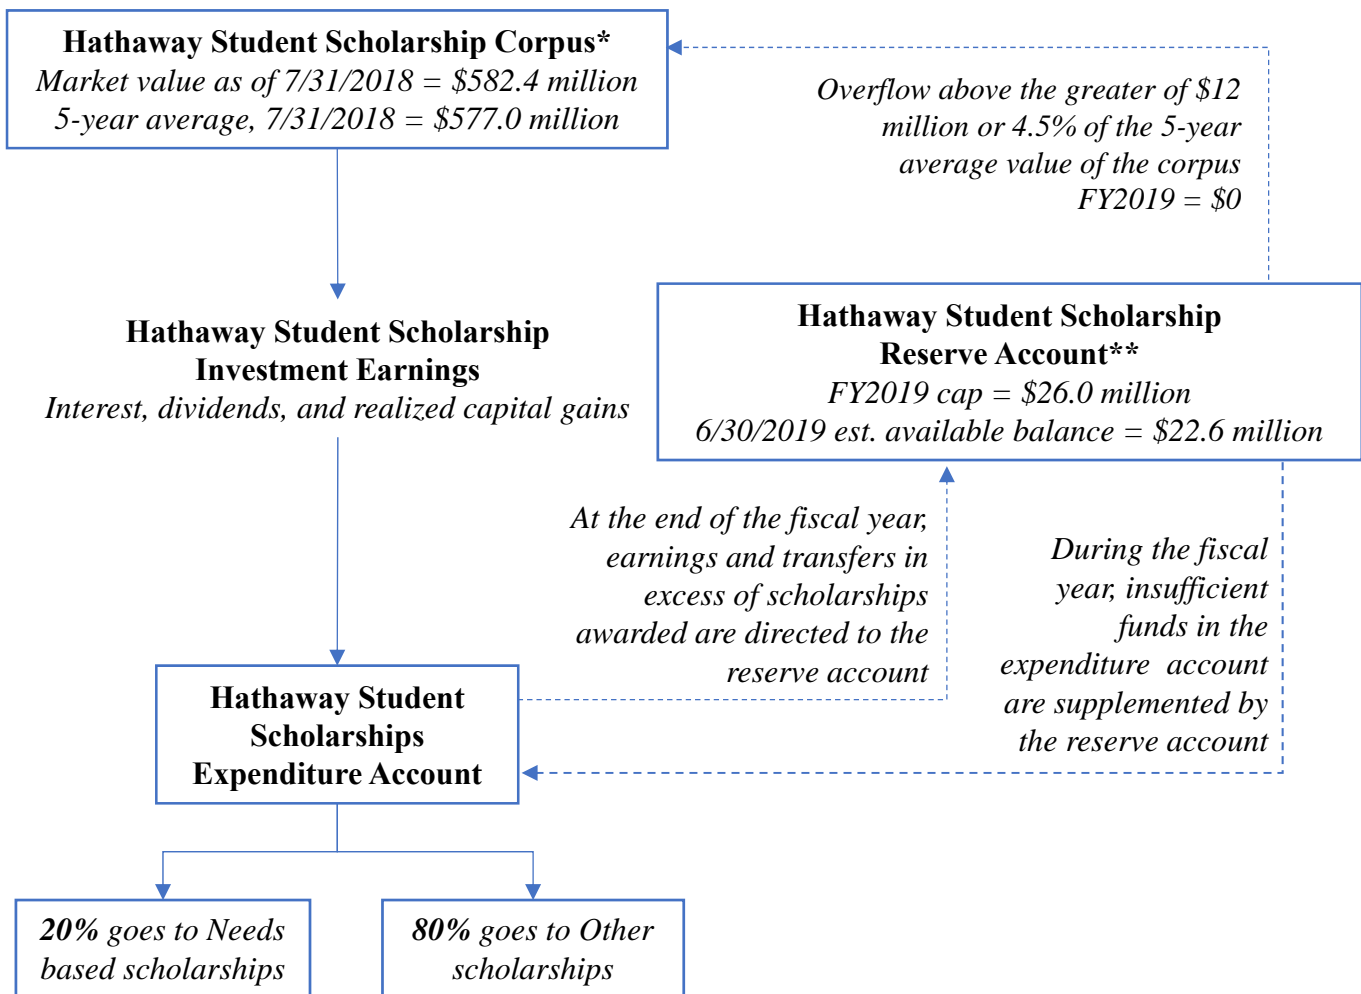 Hathaway Student Scholarship Corpus*
Market value as of 7/31/2018 = $582.4 million
5-year average, 7/31/2018 = $577.0 million
Overflow above the greater of $12
million or 4.5% of the 5-year
average value of the corpus
FY2019 = $0
Hathaway Student Scholarship
Investment Earnings
Interest, dividends, and realized capital gains
Hathaway Student Scholarship
Reserve Account**
FY2019 cap = $26.0 million
6/30/2019 est. available balance = $22.6 million
At the end of the fiscal year,
earnings and transfers in
excess of scholarships
awarded are directed to the
reserve account
During the fiscal
year, insufficient
funds in the
expenditure account
are supplemented by
the reserve account
Hathaway Student
Scholarships
Expenditure Account
20% goes to Needs
based scholarships
80% goes to Other
scholarships